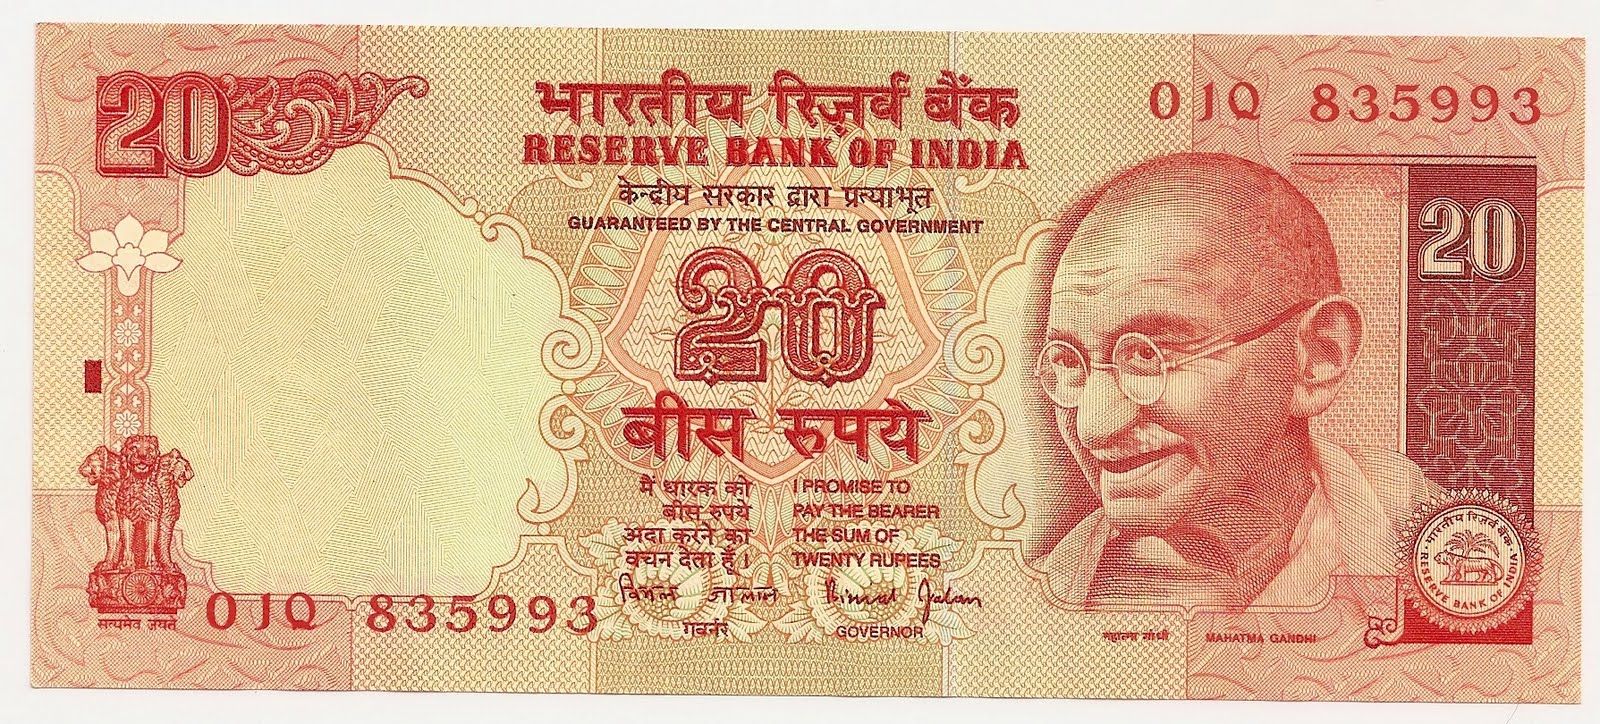 20
भारतीय रिज़र्व बैंक
RESERVE BANK OF INDIA
01Q 835993
केन्द्रीय सरकार द्वारा प्रत्याभूत
GUARANTEED BY THE CENTRAL GOVERNMENT
20
20
बीस रुपये
मैं धारक को
बीस रुपये
अदा करने का
वचन देता हूँ।
I PROMISE TO
PAY THE BEARER
THE SUM OF
TWENTY RUPEES
विमल जालान
Bimal Jalan
गवर्नर
GOVERNOR
सत्यमेव जयते
01Q 835993
महात्मा गांधी
MAHATMA GANDHI
भारतीय रिज़र्व बैंक
RESERVE BANK OF INDIA